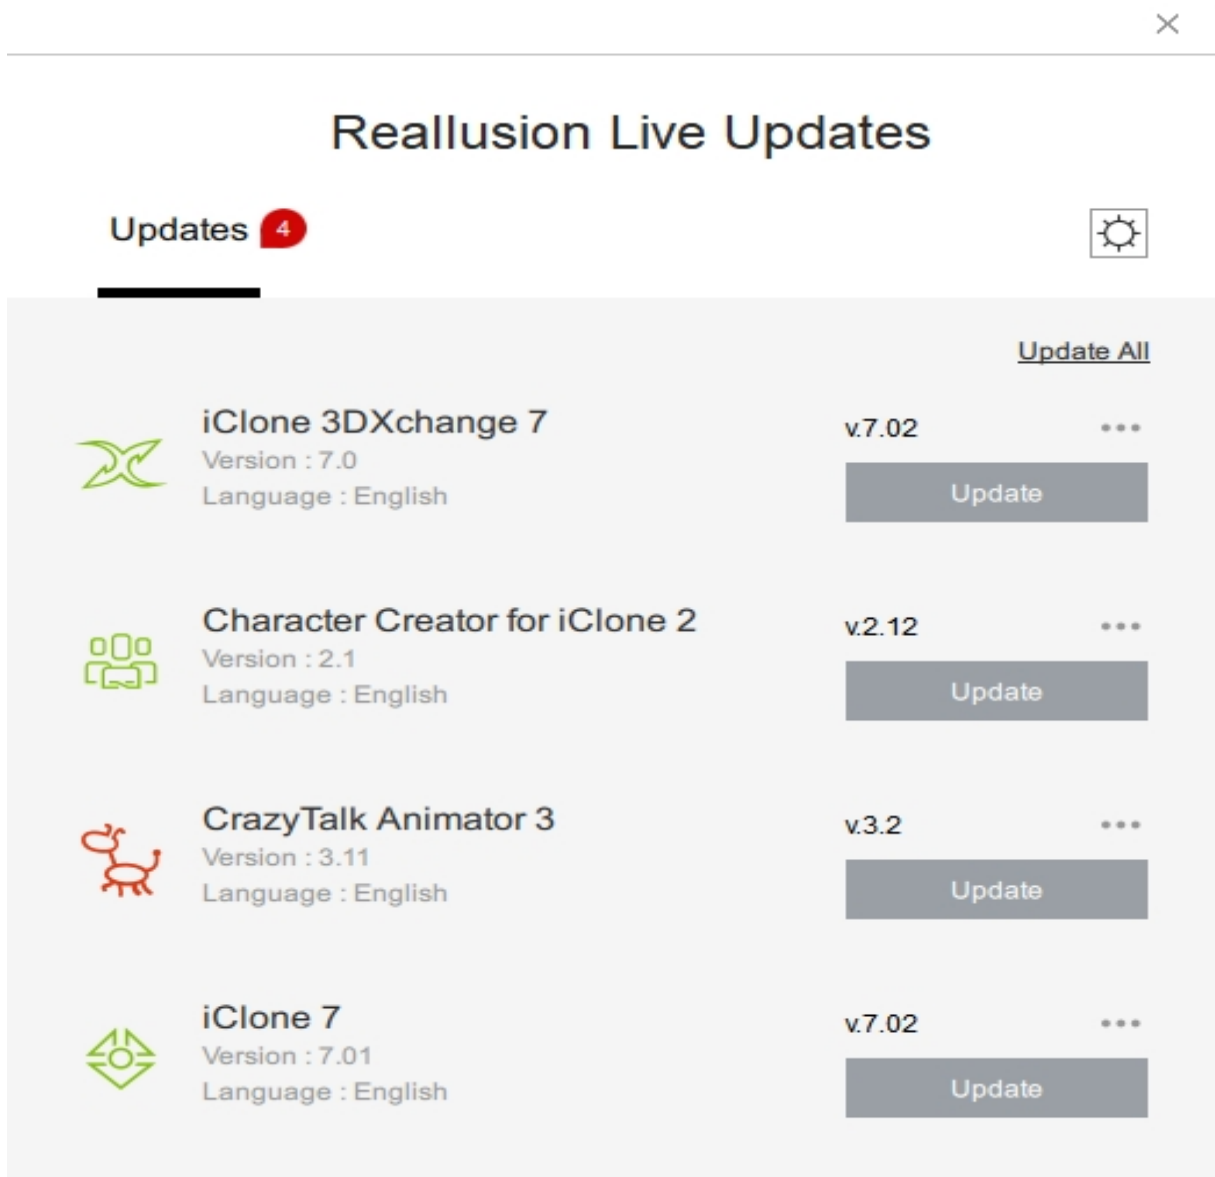 Reallusion Live Updates
Updates 4
Update All
iClone 3DXchange 7
v.7.02
Version : 7.0
Language : English
Update
Character Creator for iClone 2
v.2.12
Version : 2.1
Language : English
Update
CrazyTalk Animator 3
v.3.2
Version : 3.11
Language : English
Update
iClone 7
v.7.02
Version : 7.01
Language : English
Update